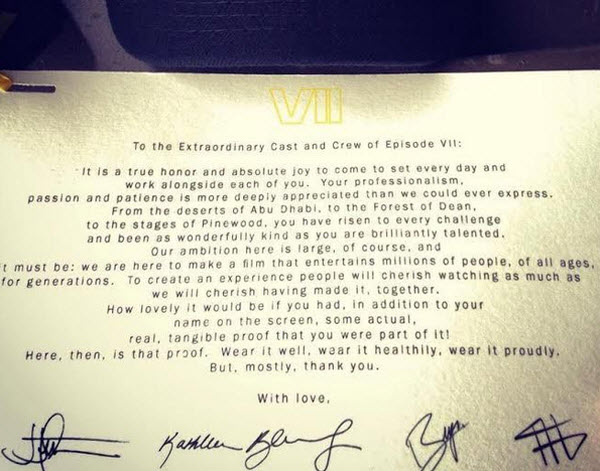 VII
To the Extraordinary Cast and Crew of Episode VII:
It is a true honor and absolute joy to come to set every day and
work alongside each of you. Your professionalism,
passion and patience is more deeply appreciated than we could ever express.
From the deserts of Abu Dhabi, to the Forest of Dean,
to the stages of Pinewood, you have risen to every challenge
and been as wonderfully kind as you are brilliantly talented.
Our ambition here is large, of course, and
t must be: we are here to make a film that entertains millions of people, of all ages,
for generations. To create an experience people will cherish watching as much as
we will cherish having made it, together.
How lovely it would be if you had, in addition to your
name on the screen, some actual,
real, tangible proof that you were part of it!
Here, then, is that proof. Wear it well, wear it healthily, wear it proudly.
But, mostly, thank you.
With love,
Kathleen